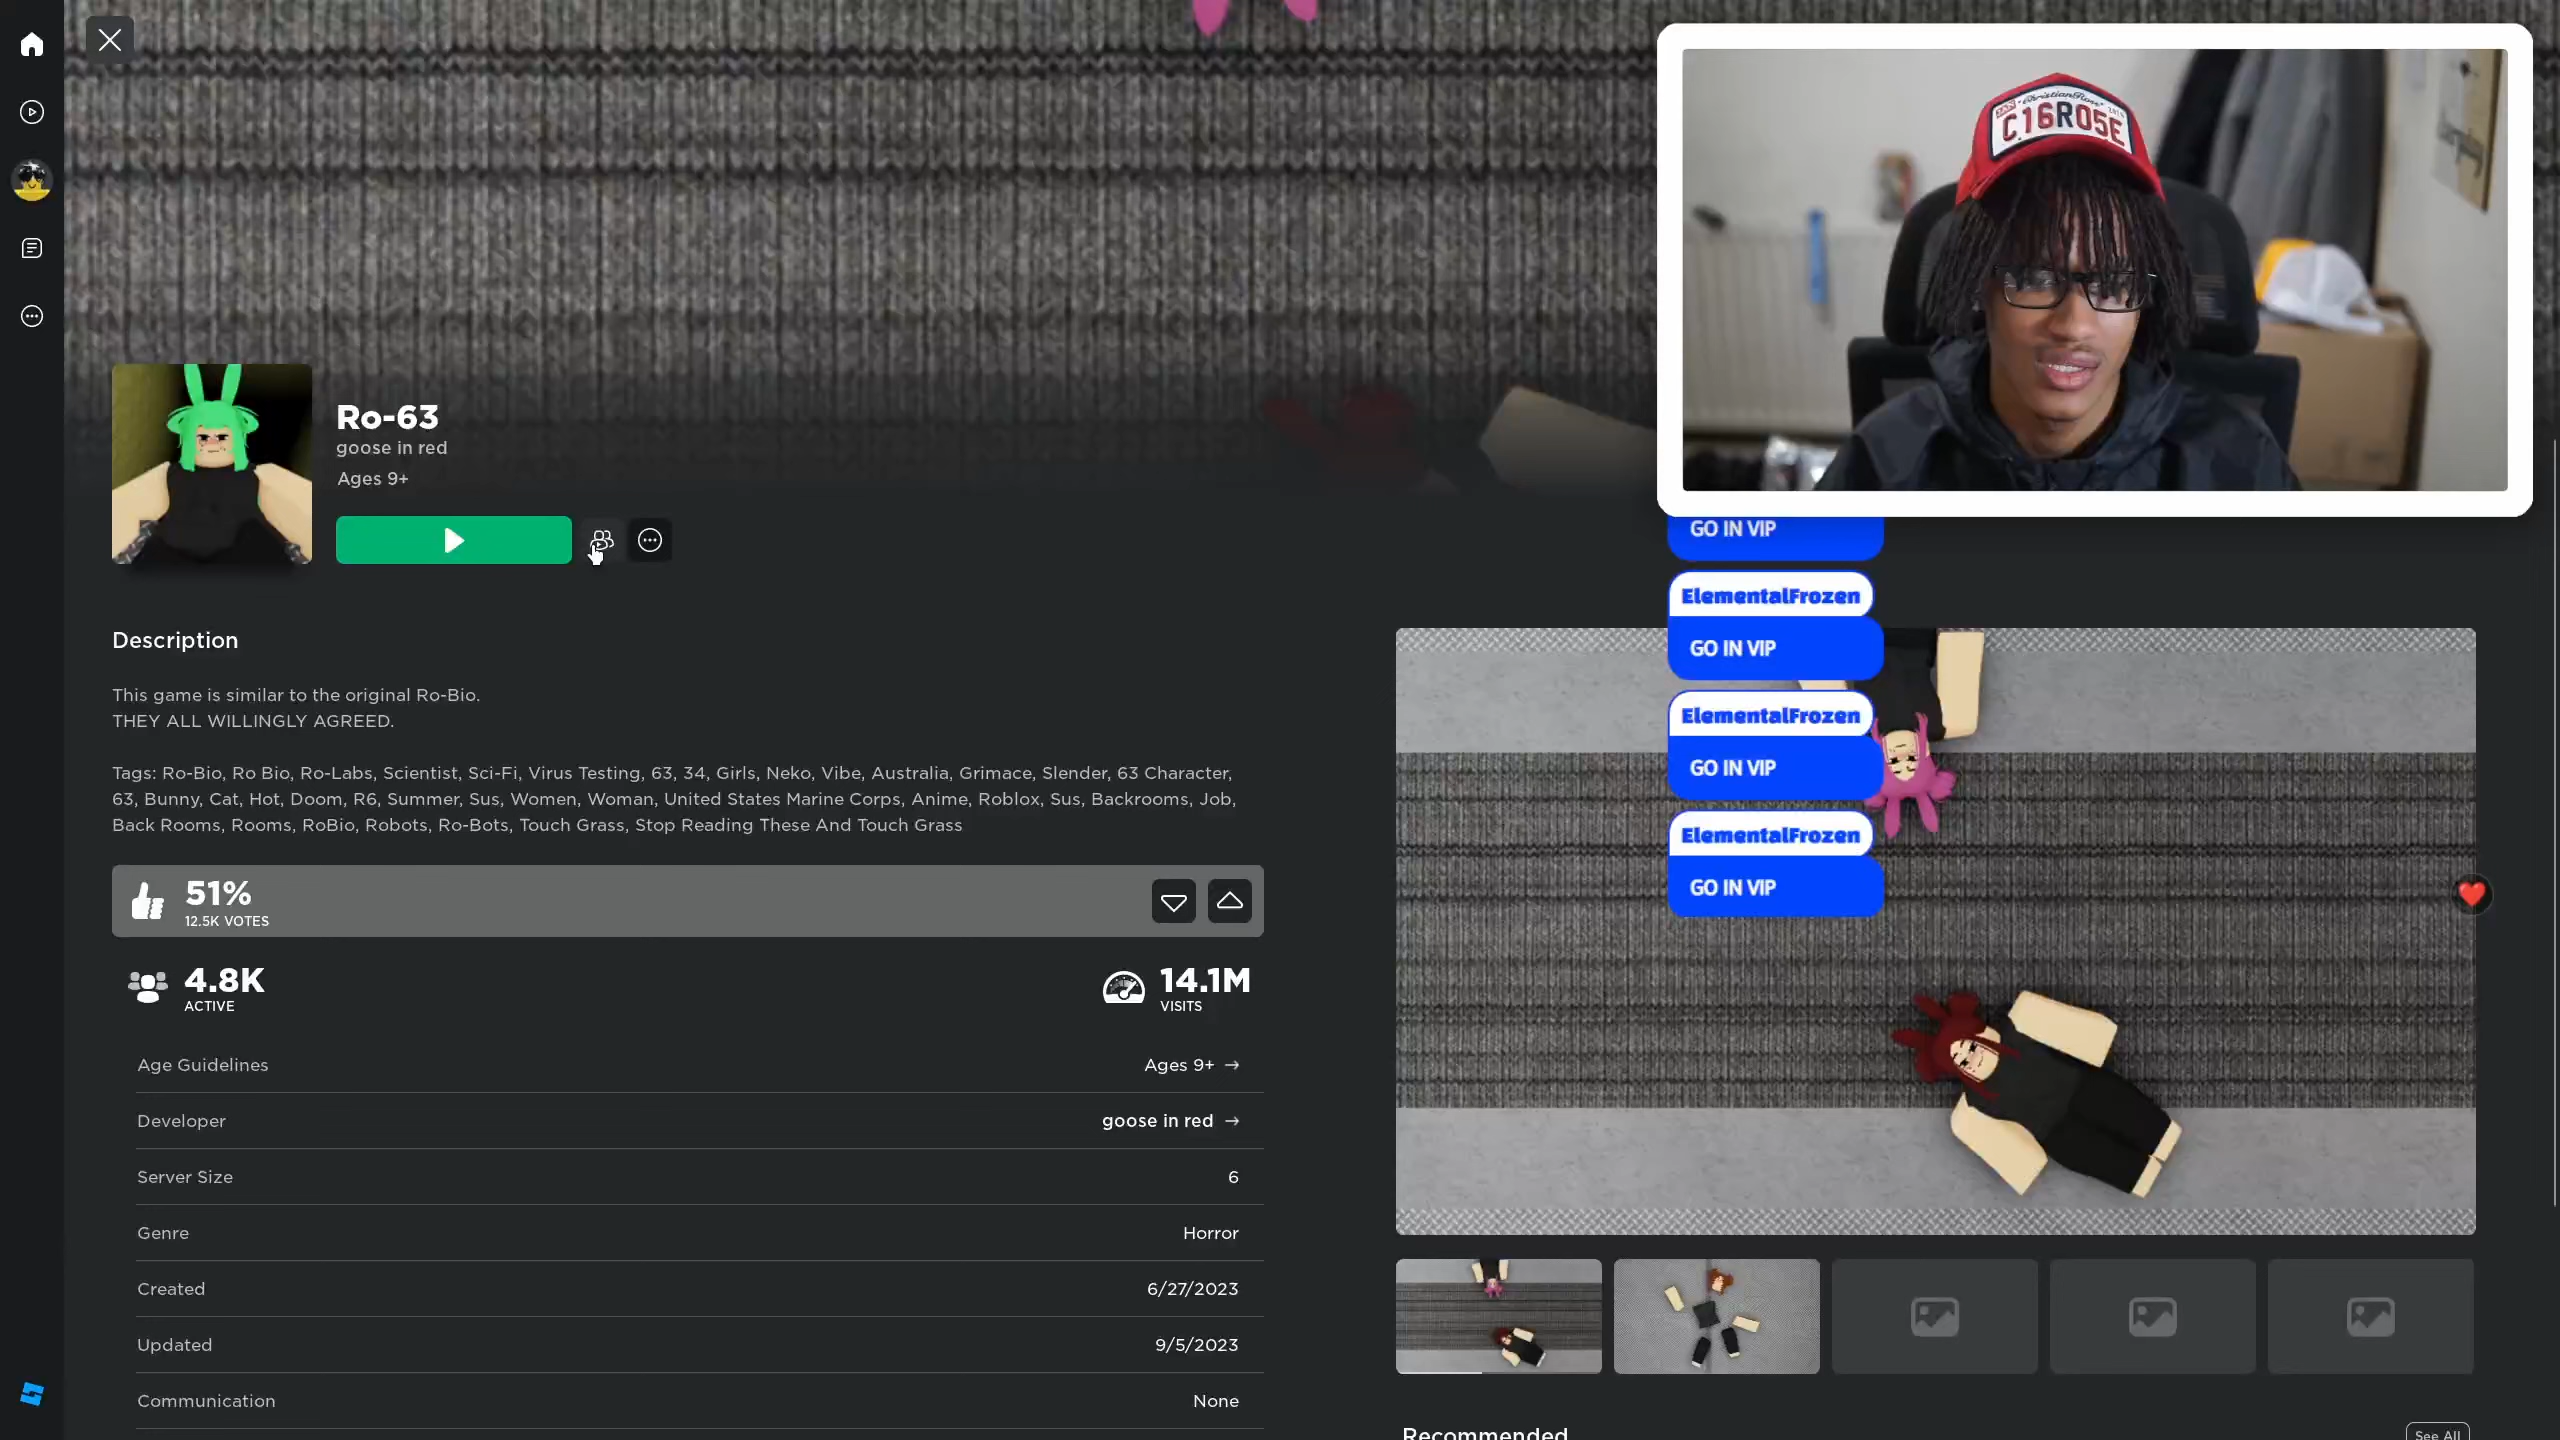 C16ROSE
Ro-63
goose in red
Ages 9+
GO IN VIP
ElementalFrozen
GO IN VIP
ElementalFrozen
GO IN VIP
ElementalFrozen
GO IN VIP
Description
This game is similar to the original Ro-Bio.
THEY ALL WILLINGLY AGREED.
Tags: Ro-Bio, Ro Bio, Ro-Labs, Scientist, Sci-Fi, Virus Testing, 63, 34, Girls, Neko, Vibe, Australia, Grimace, Slender, 63 Character,
63, Bunny, Cat, Hot, Doom, R6, Summer, Sus, Women, Woman, United States Marine Corps, Anime, Roblox, Sus, Backrooms, Job,
Back Rooms, Rooms, RoBio, Robots, Ro-Bots, Touch Grass, Stop Reading These And Touch Grass
51%
12.5K VOTES
4.8K
ACTIVE
14.1M
VISITS
Age Guidelines Ages 9+ →
Developer goose in red →
Server Size 6
Genre Horror
Created 6/27/2023
Updated 9/5/2023
Communication None
Recommended
See All